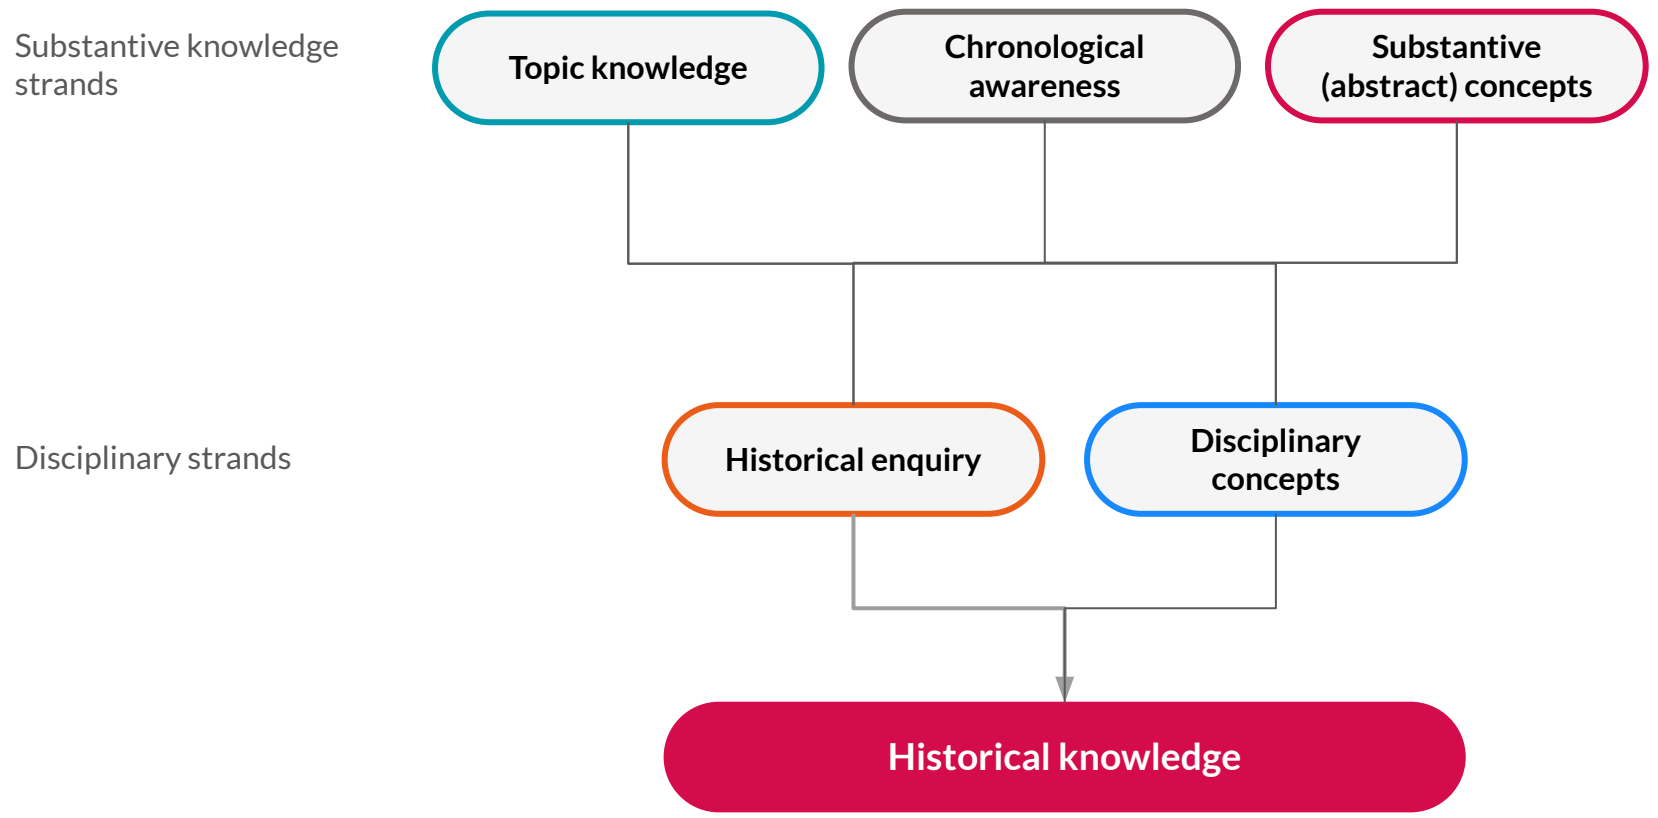 Substantive knowledge
strands
Topic knowledge
Chronological
awareness
Substantive
(abstract) concepts
Disciplinary strands
Historical enquiry
Disciplinary
concepts
Historical knowledge